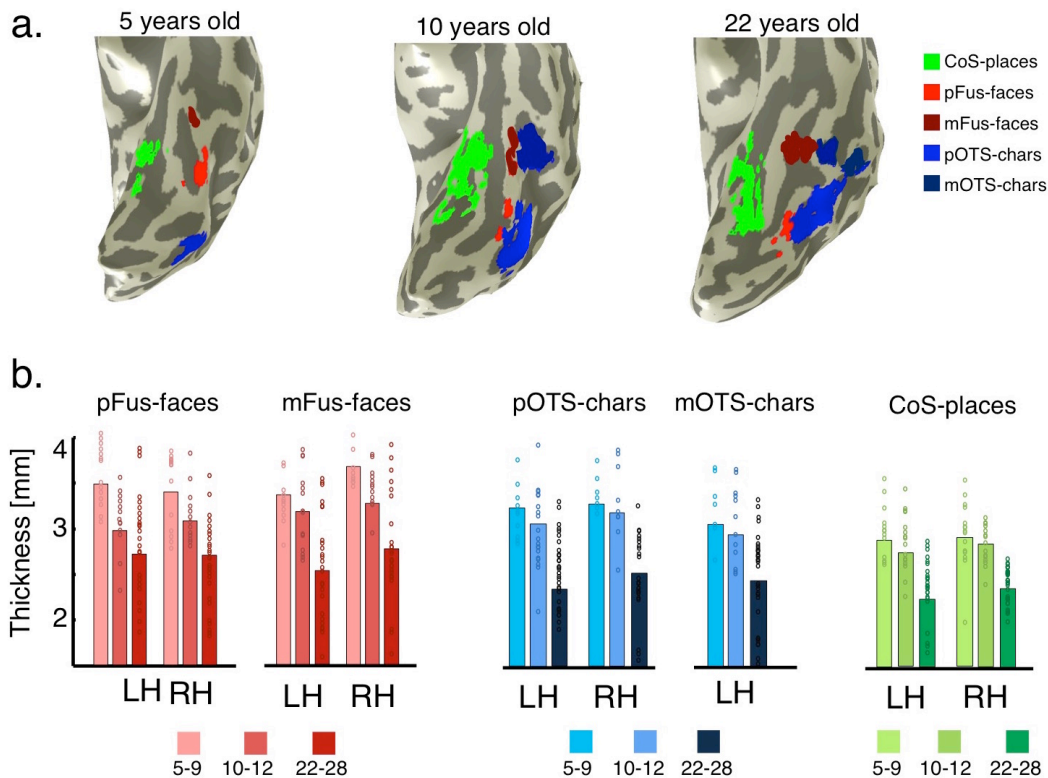 a.
5 years old
10 years old
22 years old
CoS-places
pFus-faces
mFus-faces
pOTS-chars
mOTS-chars
b.
pFus-faces
mFus-faces
pOTS-chars
mOTS-chars
CoS-places
Thickness [mm]
4
3
2
LH RH
LH RH
LH RH
LH
LH RH
5-9 10-12 22-28
5-9 10-12 22-28
5-9 10-12 22-28